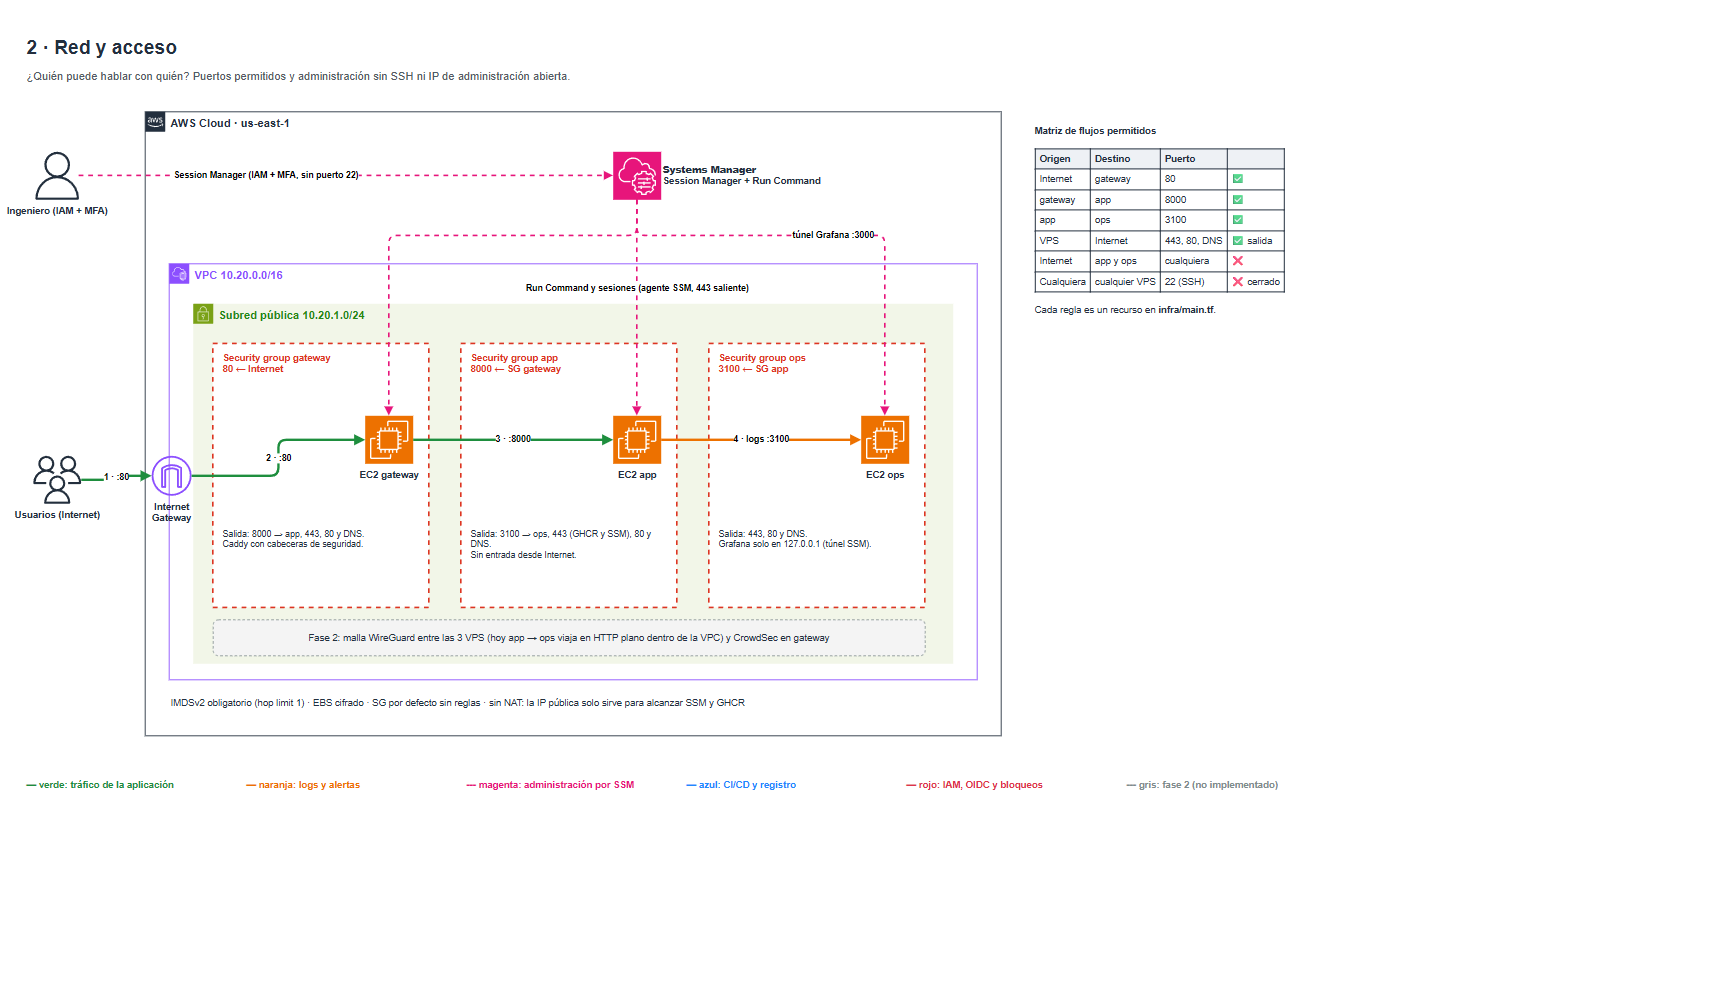 2 · Red y acceso
¿Quién puede hablar con quién? Puertos permitidos y administración sin SSH ni IP de administración abierta.
aws
AWS Cloud · us-east-1
Session Manager (IAM + MFA, sin puerto 22)
Ingeniero (IAM + MFA)
Systems Manager
Session Manager + Run Command
túnel Grafana :3000
VPC 10.20.0.0/16
Run Command y sesiones (agente SSM, 443 saliente)
Subred pública 10.20.1.0/24
Security group gateway
80 ← Internet
Security group app
8000 ← SG gateway
Security group ops
3100 ← SG app
1 · :80
2 · :80
3 · :8000
4 · logs :3100
EC2 gateway
EC2 app
EC2 ops
Usuarios (Internet)
Internet
Gateway
Salida: 8000 → app, 443, 80 y DNS.
Caddy con cabeceras de seguridad.
Salida: 3100 → ops, 443 (GHCR y SSM), 80 y
DNS.
Sin entrada desde Internet.
Salida: 443, 80 y DNS.
Grafana solo en 127.0.0.1 (túnel SSM).
Fase 2: malla WireGuard entre las 3 VPS (hoy app → ops viaja en HTTP plano dentro de la VPC) y CrowdSec en gateway
IMDSv2 obligatorio (hop limit 1) · EBS cifrado · SG por defecto sin reglas · sin NAT: la IP pública solo sirve para alcanzar SSM y GHCR
Matriz de flujos permitidos
Origen Destino Puerto
Internet gateway 80 ✅
gateway app 8000 ✅
app ops 3100 ✅
VPS Internet 443, 80, DNS ✅ salida
Internet app y ops cualquiera ❌
Cualquiera cualquier VPS 22 (SSH) ❌ cerrado
Cada regla es un recurso en infra/main.tf.
— verde: tráfico de la aplicación
— naranja: logs y alertas
— magenta: administración por SSM
— azul: CI/CD y registro
— rojo: IAM, OIDC y bloqueos
— gris: fase 2 (no implementado)